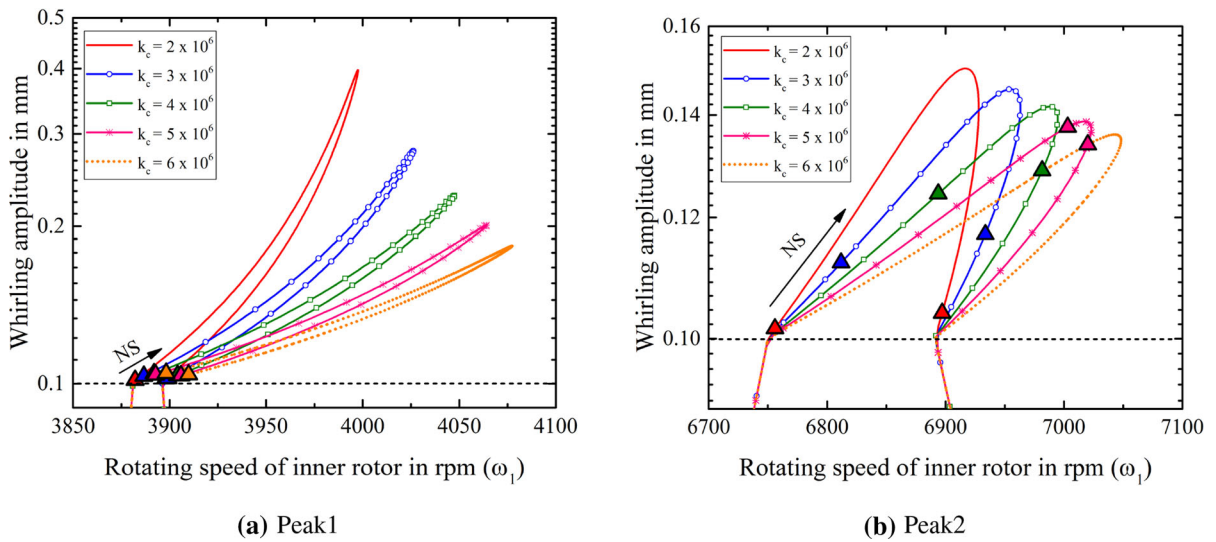 0.5
0.4
0.3
0.2
0.1
Whirling amplitude in mm
k_c = 2 x 10^6
k_c = 3 x 10^6
k_c = 4 x 10^6
k_c = 5 x 10^6
k_c = 6 x 10^6
NS
3850 3900 3950 4000 4050 4100
Rotating speed of inner rotor in rpm (ω_1)
(a) Peak1
0.16
0.14
0.12
0.10
Whirling amplitude in mm
k_c = 2 x 10^6
k_c = 3 x 10^6
k_c = 4 x 10^6
k_c = 5 x 10^6
k_c = 6 x 10^6
NS
6700 6800 6900 7000 7100
Rotating speed of inner rotor in rpm (ω_1)
(b) Peak2